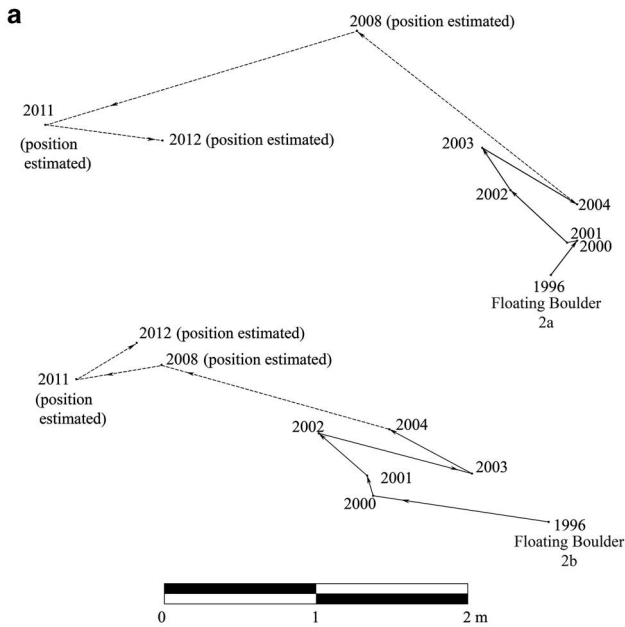 a
2008 (position estimated)
2011
(position
estimated)
2012 (position estimated)
2003
2002
2004
2001
2000
1996
Floating Boulder
2a
2012 (position estimated)
2008 (position estimated)
2011
(position
estimated)
2002
2004
2003
2001
2000
1996
Floating Boulder
2b
0 1 2 m